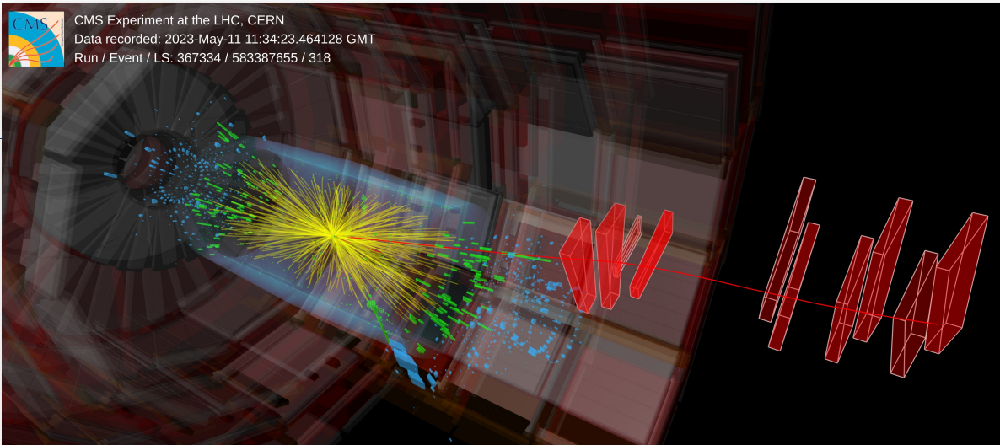 CMS
CMS Experiment at the LHC, CERN
Data recorded: 2023-May-11 11:34:23.464128 GMT
Run / Event / LS: 367334 / 583387655 / 318